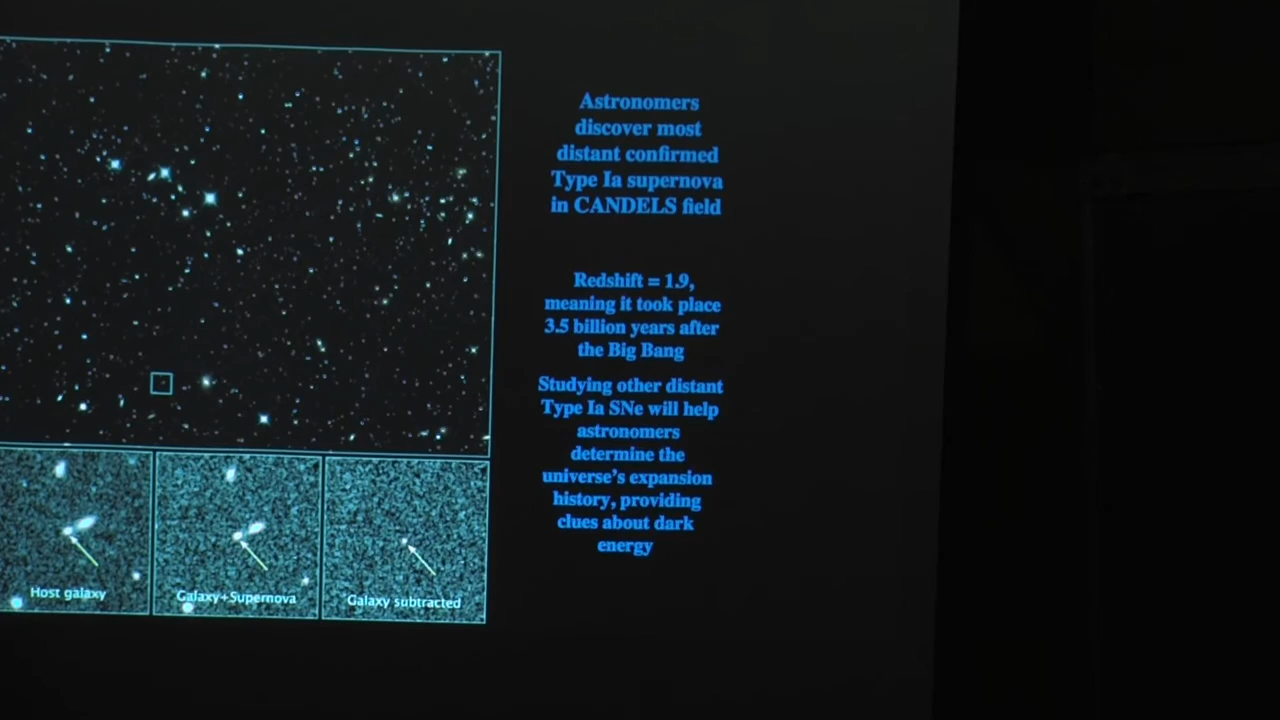 Astronomers
discover most
distant confirmed
Type Ia supernova
in CANDELS field
Redshift = 1.9,
meaning it took place
3.5 billion years after
the Big Bang
Studying other distant
Type Ia SNe will help
astronomers
determine the
universe's expansion
history, providing
clues about dark
energy
Host galaxy
Galaxy+Supernova
Galaxy subtracted